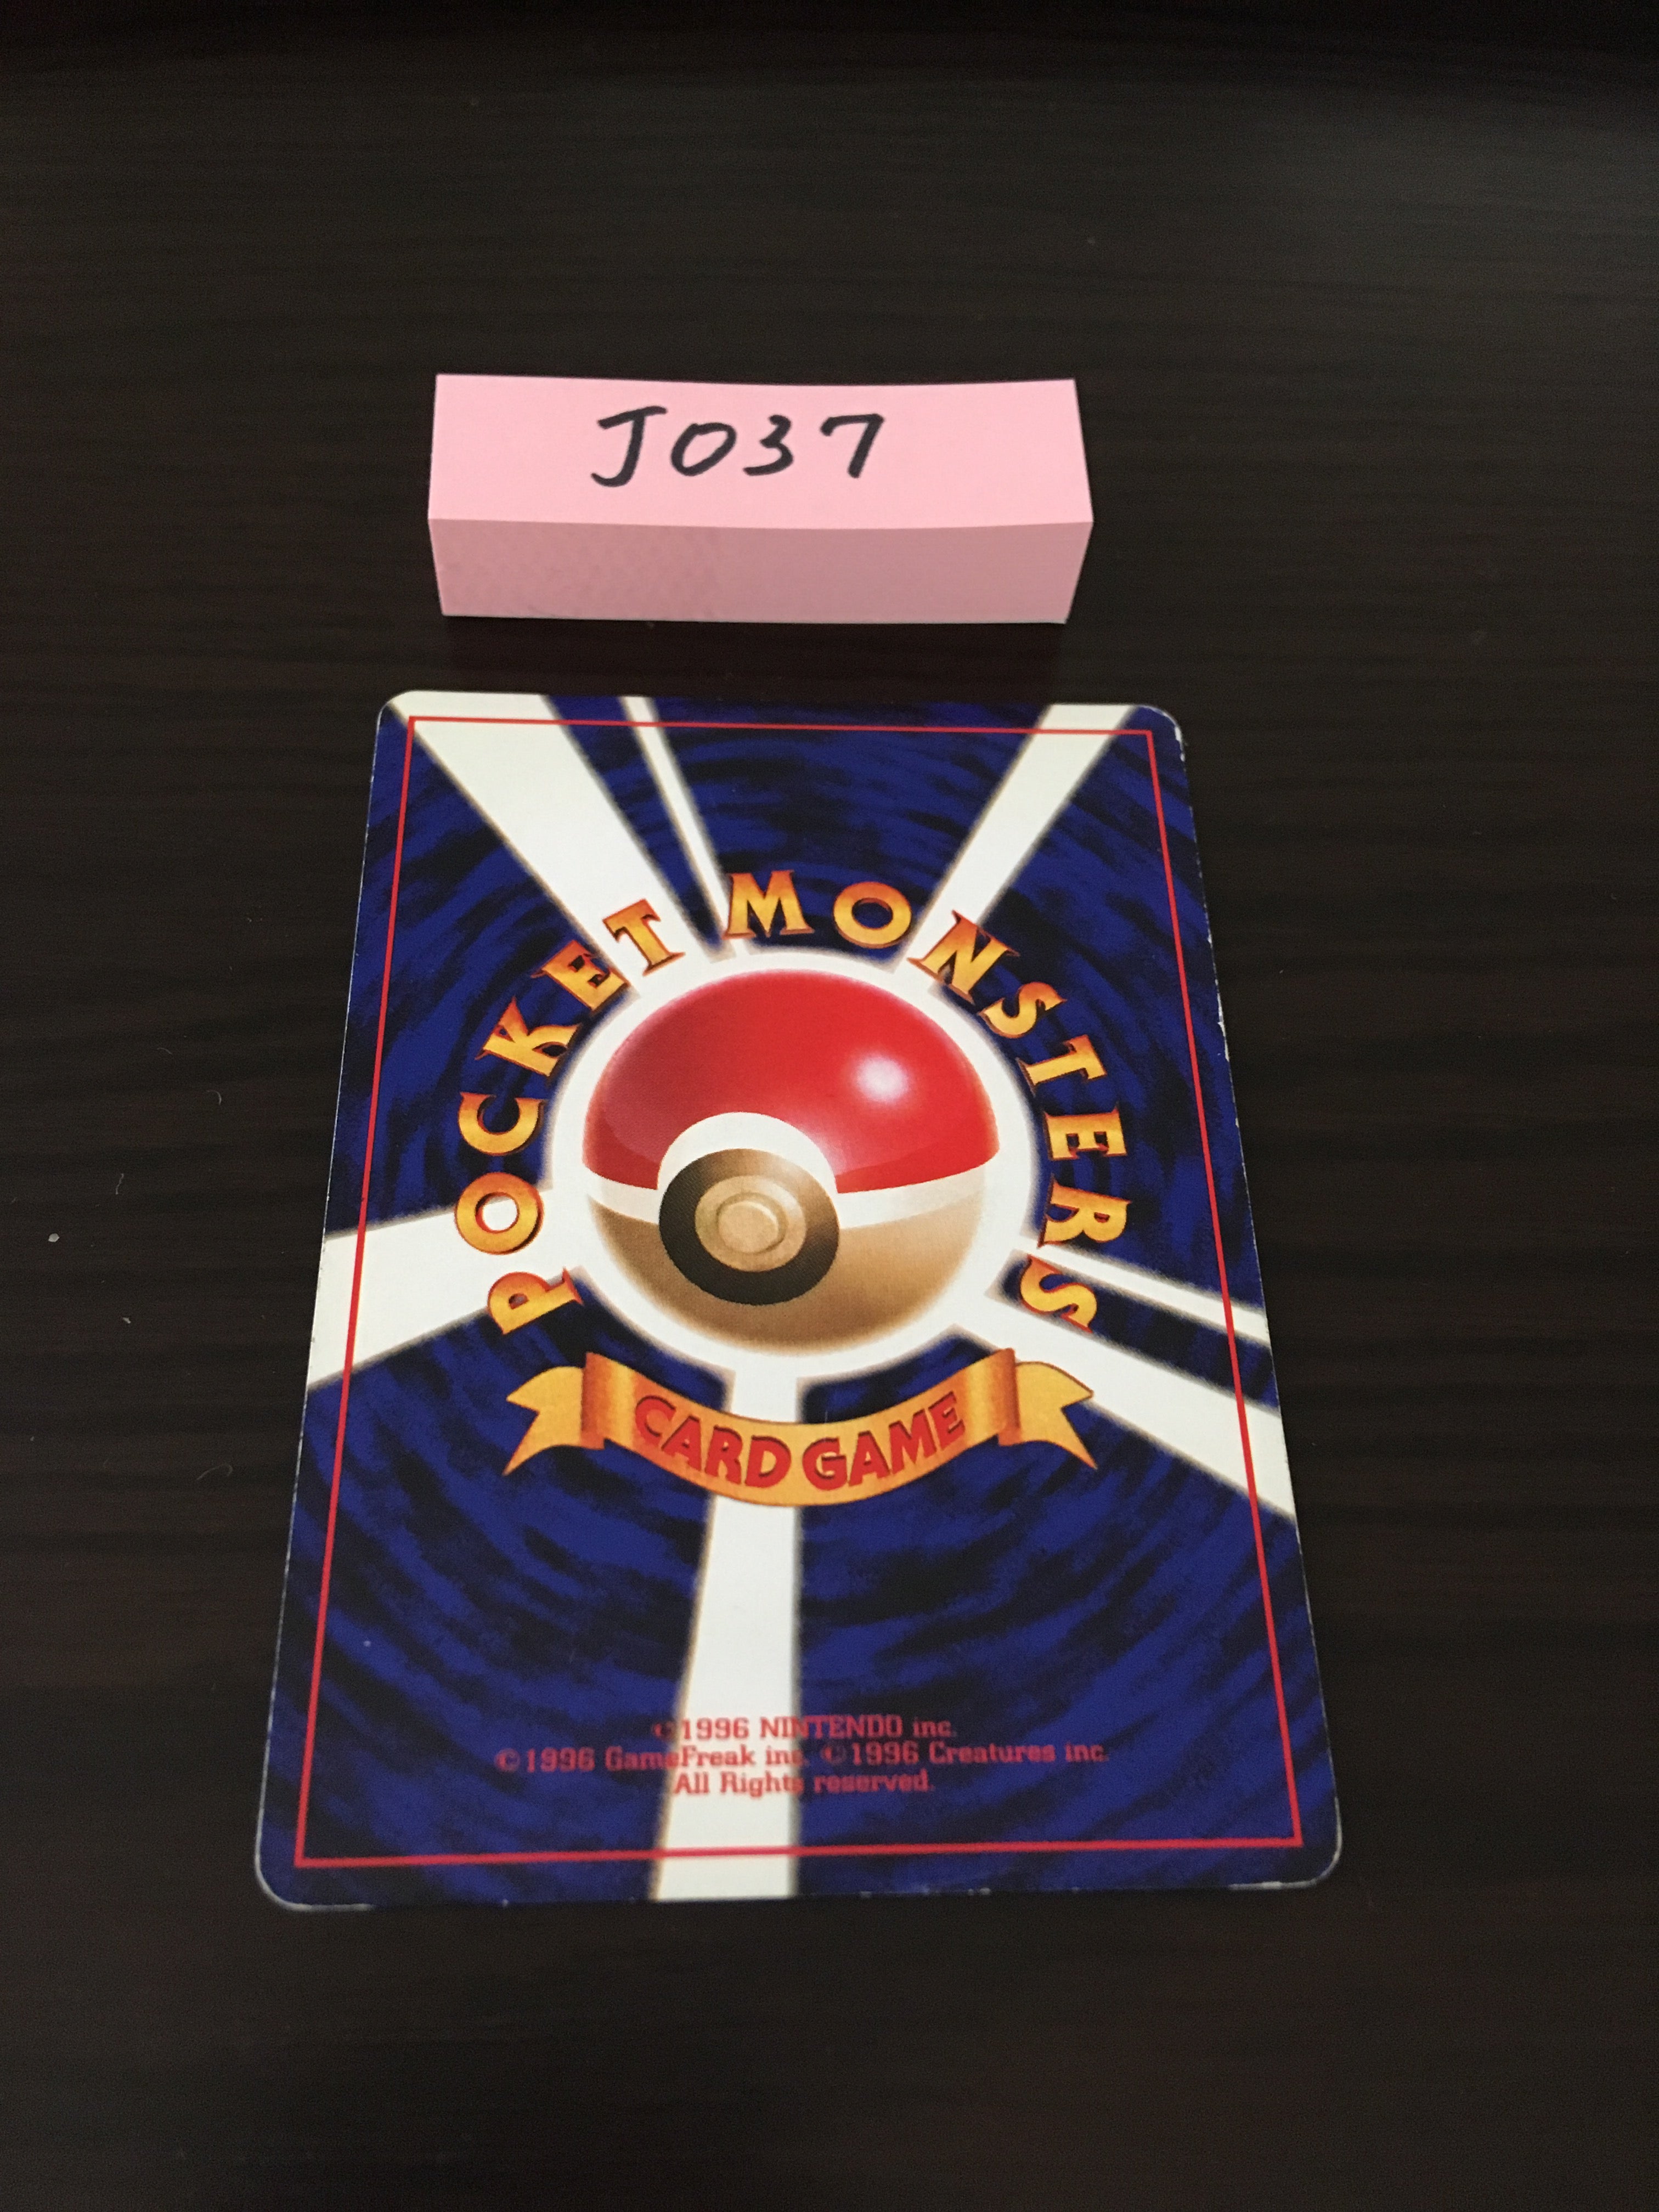 J037
POCKET MONSTERS
CARD GAME
©1996 NINTENDO inc.
©1996 GameFreak inc. ©1996 Creatures inc.
All Rights reserved.